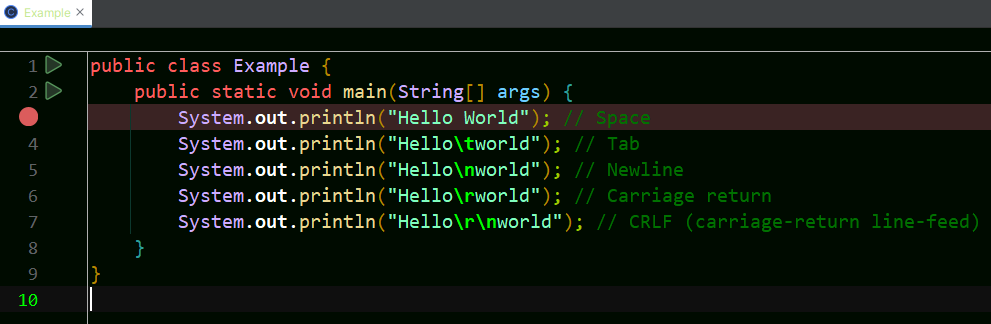 Example
1 public class Example {
2     public static void main(String[] args) {
        System.out.println("Hello World"); // Space
4         System.out.println("Hello\tworld"); // Tab
5         System.out.println("Hello\nworld"); // Newline
6         System.out.println("Hello\rworld"); // Carriage return
7         System.out.println("Hello\r\nworld"); // CRLF (carriage-return line-feed)
8     }
9 }
10